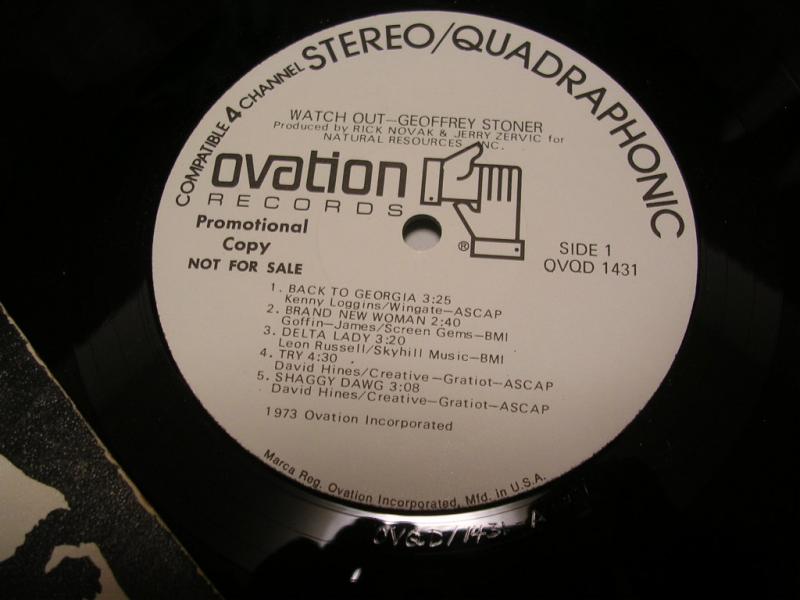 COMPATIBLE 4 CHANNEL STEREO/QUADRAPHONIC
WATCH OUT—GEOFFREY STONER
Produced by RICK NOVAK & JERRY ZERVIC for
NATURAL RESOURCES, INC.
ovation
RECORDS
®
Promotional
Copy
NOT FOR SALE
SIDE 1
OVQD 1431
1. BACK TO GEORGIA 3:25
Kenny Loggins/Wingate—ASCAP
2. BRAND NEW WOMAN 2:40
Goffin—James/Screen Gems—BMI
3. DELTA LADY 3:20
Leon Russell/Skyhill Music—BMI
4. TRY 4:30
David Hines/Creative—Gratiot—ASCAP
5. SHAGGY DAWG 3:08
David Hines/Creative—Gratiot—ASCAP
1973 Ovation Incorporated
Marca Reg. Ovation Incorporated, Mfd. in U.S.A.
OVQD/1431-A